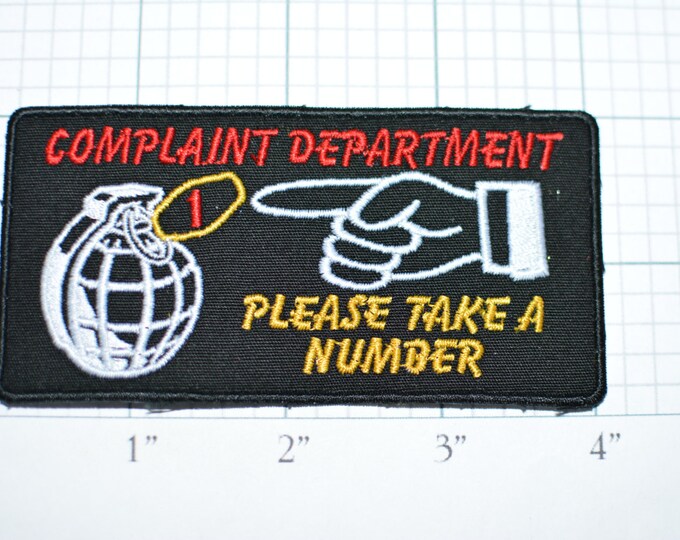 COMPLAINT DEPARTMENT
1
PLEASE TAKE A
NUMBER
1” 2” 3” 4”